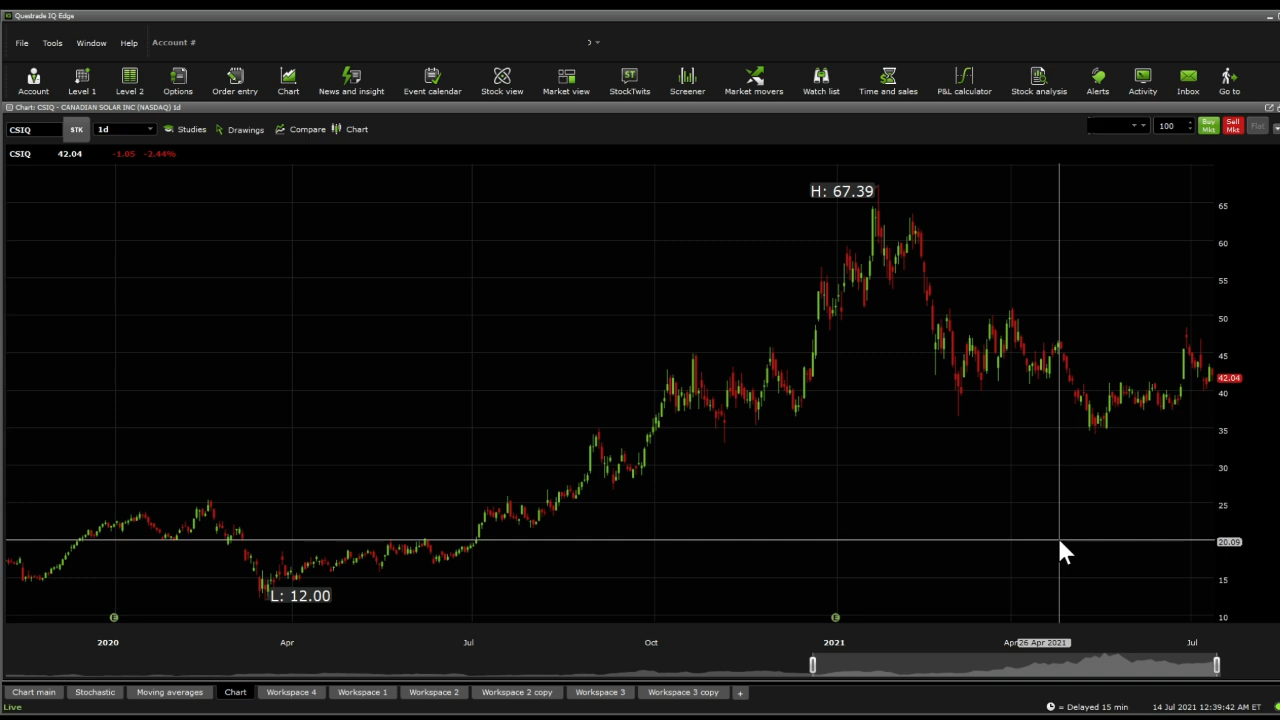 Questrade IQ Edge
File Tools Window Help Account #
Account Level 1 Level 2 Options Order entry Chart News and insight Event calendar Stock view Market view StockTwits Screener Market movers Watch list Time and sales P&L calculator Stock analysis Alerts Activity Inbox Go to
Chart: CSIQ - CANADIAN SOLAR INC (NASDAQ) 1d
CSIQ STK 1d Studies Drawings Compare Chart 100 Buy Mkt Sell Mkt Flat
CSIQ 42.04 -1.05 -2.44%
H: 67.39
65
60
55
50
45
42.04
40
35
30
25
20.09
15
L: 12.00
10
E E
2020 Apr Jul Oct 2021 Apr 26 Apr 2021 Jul
Chart main Stochastic Moving averages Chart Workspace 4 Workspace 1 Workspace 2 Workspace 2 copy Workspace 3 Workspace 3 copy +
Live = Delayed 15 min 14 Jul 2021 12:39:42 AM ET